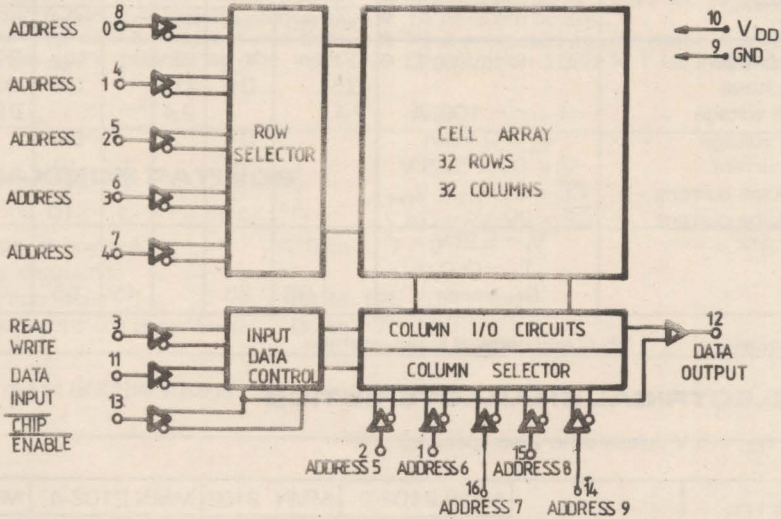 8
ADDRESS 0
4
ADDRESS 1
5
ADDRESS 2
6
ADDRESS 3
7
ADDRESS 4
ROW
SELECTOR
CELL ARRAY
32 ROWS
32 COLUMNS
10 VDD
9 GND
READ
WRITE
3
DATA
INPUT
11
CHIP
ENABLE
13
INPUT
DATA
CONTROL
COLUMN I/O CIRCUITS
COLUMN SELECTOR
12
DATA
OUTPUT
2
ADDRESS 5
1
ADDRESS 6
16
ADDRESS 7
15
ADDRESS 8
14
ADDRESS 9